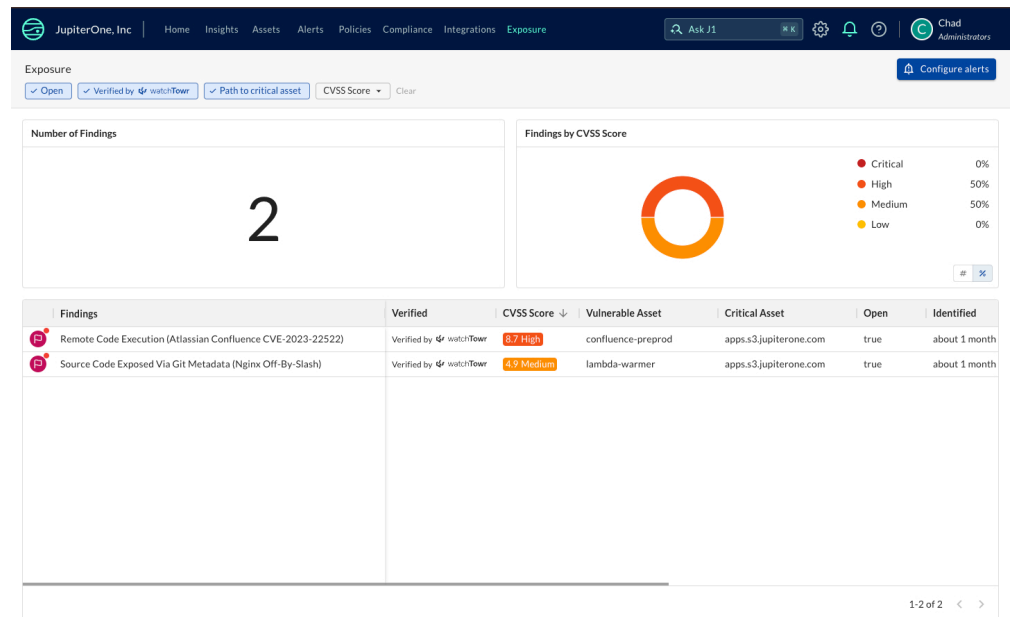 JupiterOne, Inc Home Insights Assets Alerts Policies Compliance Integrations Exposure Ask J1 ⌘ K C Chad
Administrators
Exposure Configure alerts
Open Verified by watchTowr Path to critical asset CVSS Score Clear
Number of Findings
2
Findings by CVSS Score
Critical 0%
High 50%
Medium 50%
Low 0%
# %
Findings Verified CVSS Score Vulnerable Asset Critical Asset Open Identified
Remote Code Execution (Atlassian Confluence CVE-2023-22522) Verified by watchTowr 8.7 High confluence-preprod apps.s3.jupiterone.com true about 1 month
Source Code Exposed Via Git Metadata (Nginx Off-By-Slash) Verified by watchTowr 4.9 Medium lambda-warmer apps.s3.jupiterone.com true about 1 month
1-2 of 2